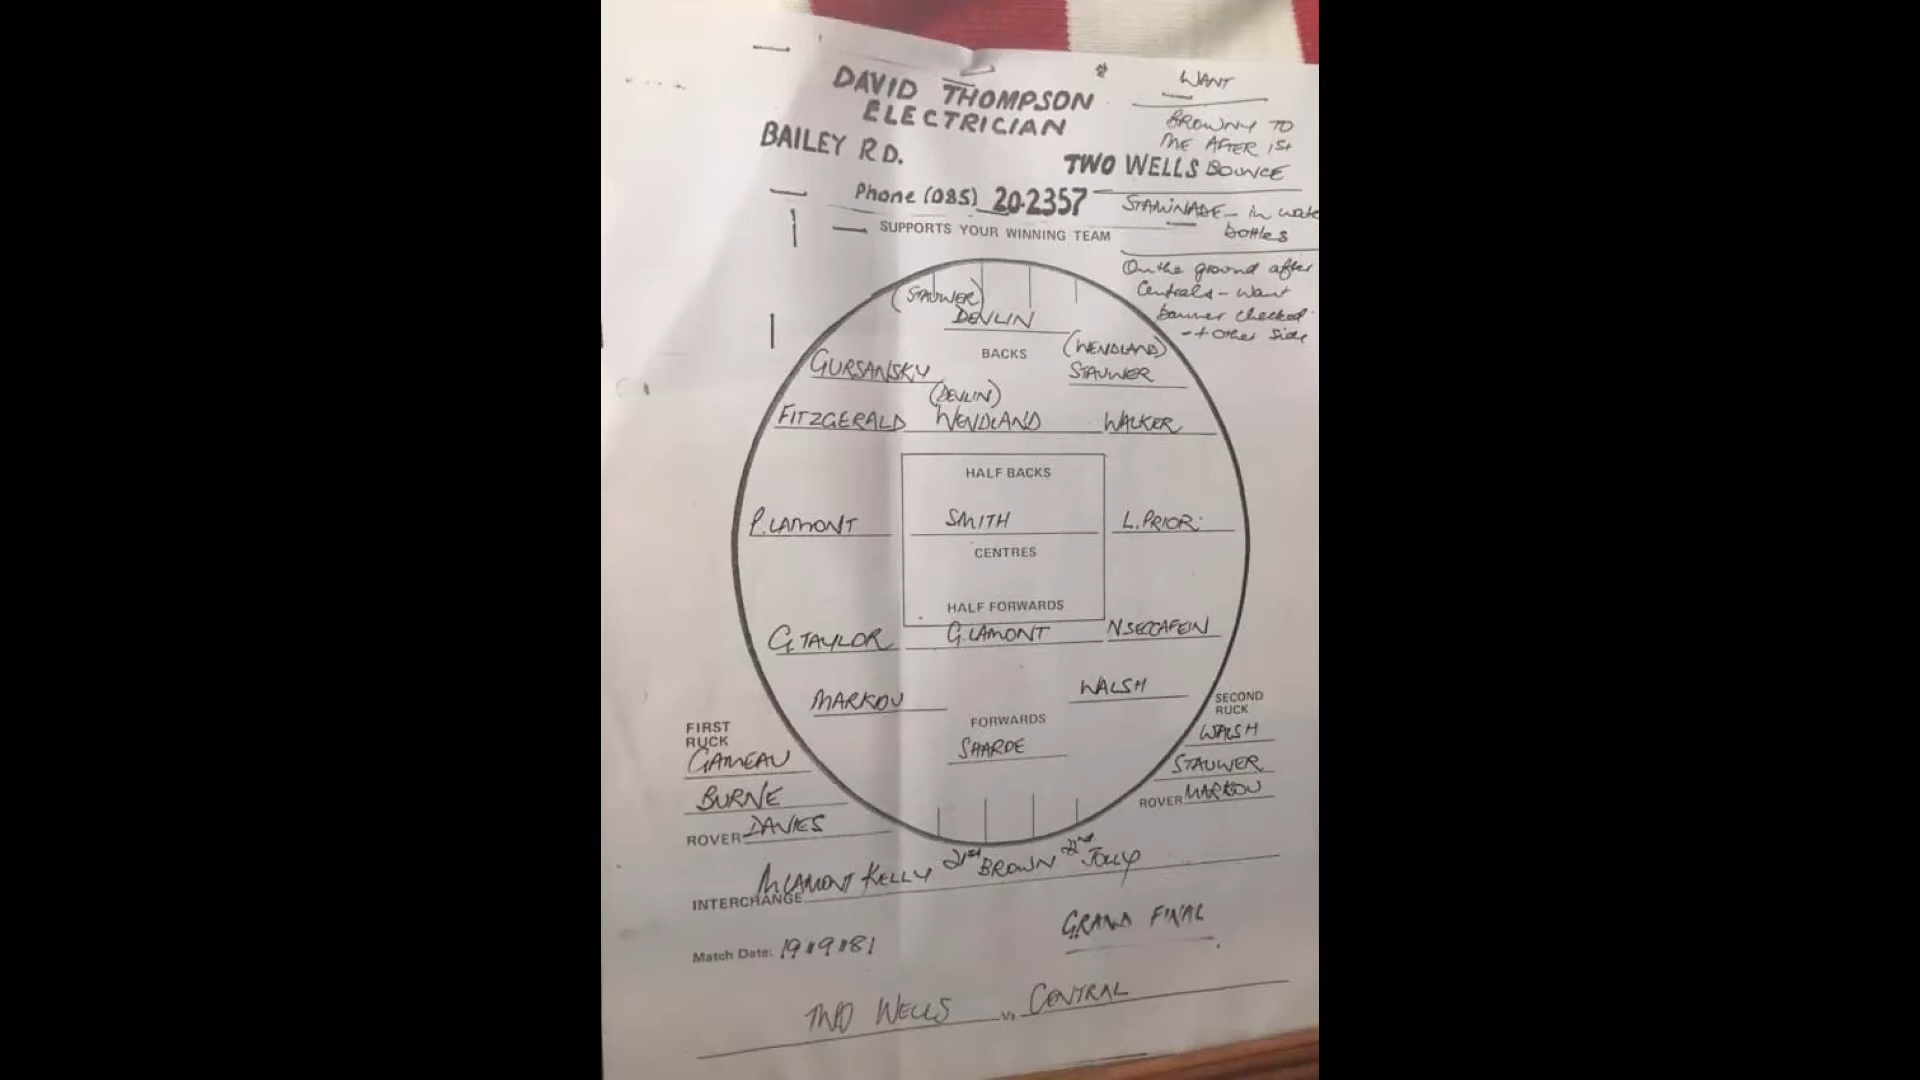 DAVID THOMPSON
ELECTRICIAN
BAILEY RD.
TWO WELLS
Phone (085) 20.2357
SUPPORTS YOUR WINNING TEAM
WANT
BROWNY TO
ME AFTER 1St
BOUNCE
STAMINADE - in wate
bottles
On the ground after
Centrals - want
banner checked
- + other side
(STAUWER)
DEVLIN
BACKS
(WENDLAND)
GURSANSKY STAUWER
(DEVLIN)
FITZGERALD WENDLAND WALKER
HALF BACKS
P. LAMONT SMITH L. PRIOR
CENTRES
HALF FORWARDS
G. TAYLOR G. LAMONT N SECCAFEIN
MARKOU WALSH
FORWARDS
SHARDE
FIRST
RUCK
GAMEAU
BURNE
ROVER DAVIES
SECOND
RUCK
WALSH
STAUWER
ROVER MARKOU
INTERCHANGE M LAMONT KELLY 21st BROWN 22nd JOLLY
GRAND FINAL
Match Date: 19"9"81
TWO WELLS vs CENTRAL